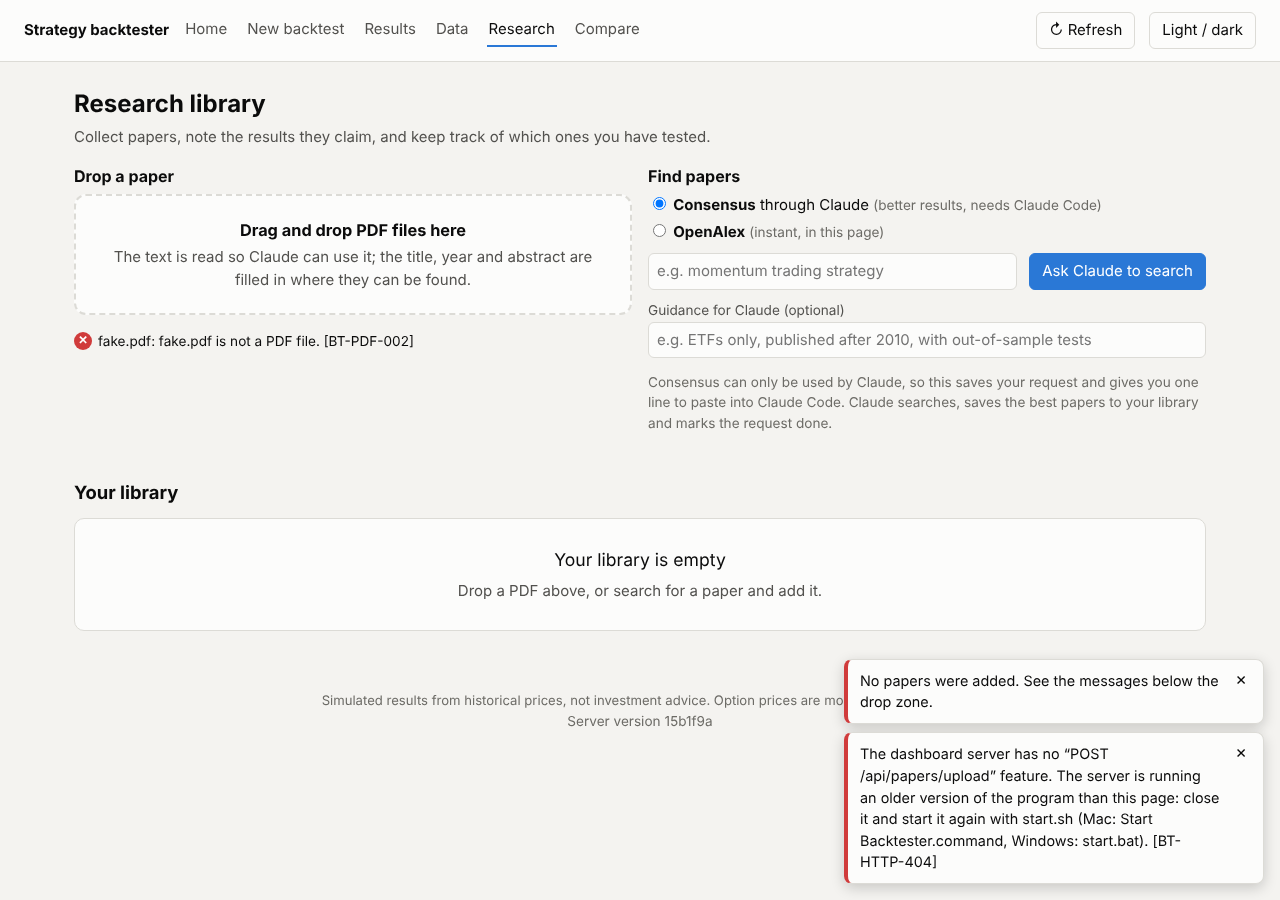 Strategy backtester Home New backtest Results Data Research Compare ↻ Refresh Light / dark
Research library
Collect papers, note the results they claim, and keep track of which ones you have tested.
Drop a paper
Drag and drop PDF files here
The text is read so Claude can use it; the title, year and abstract are
filled in where they can be found.
fake.pdf: fake.pdf is not a PDF file. [BT-PDF-002]
Find papers
Consensus through Claude (better results, needs Claude Code)
OpenAlex (instant, in this page)
e.g. momentum trading strategy Ask Claude to search
Guidance for Claude (optional)
e.g. ETFs only, published after 2010, with out-of-sample tests
Consensus can only be used by Claude, so this saves your request and gives you one
line to paste into Claude Code. Claude searches, saves the best papers to your library
and marks the request done.
Your library
Your library is empty
Drop a PDF above, or search for a paper and add it.
Simulated results from historical prices, not investment advice. Option prices are
Server version 15b1f9a
No papers were added. See the messages below the
drop zone.
The dashboard server has no “POST
/api/papers/upload” feature. The server is running
an older version of the program than this page: close
it and start it again with start.sh (Mac: Start
Backtester.command, Windows: start.bat). [BT-
HTTP-404]